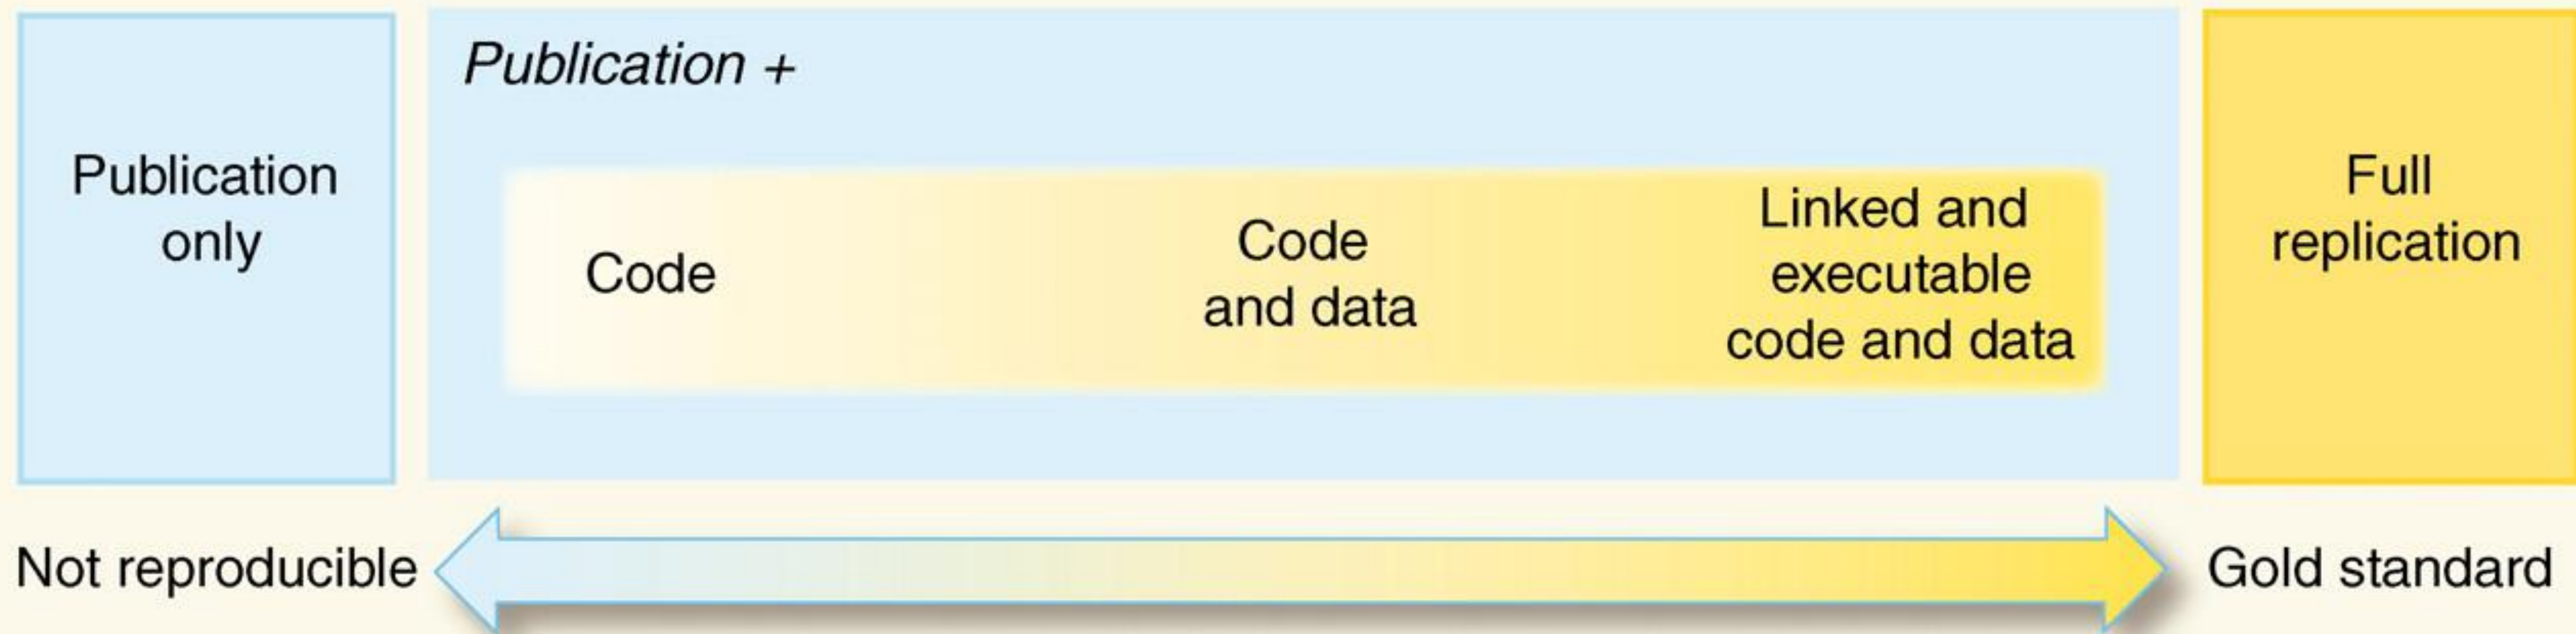 Publication
only
Publication +
Code
Code
and data
Linked and
executable
code and data
Full
replication
Not reproducible
Gold standard